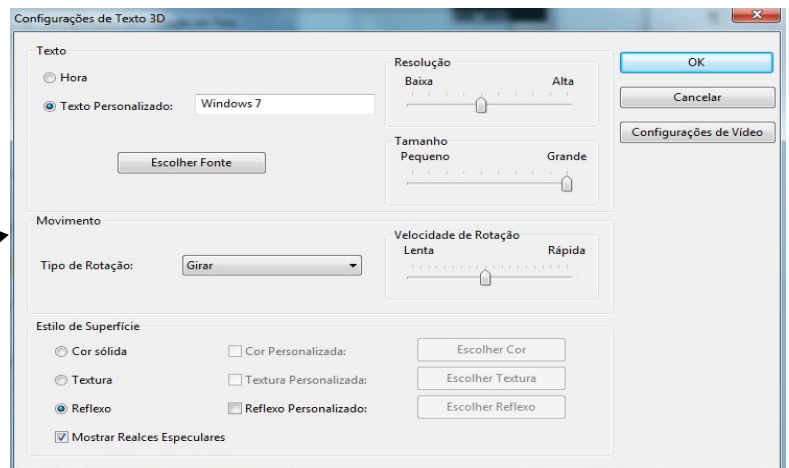 Configurações de Texto 3D
Texto
Hora
Texto Personalizado: Windows 7
Escolher Fonte
Resolução
Baixa Alta
Tamanho
Pequeno Grande
OK
Cancelar
Configurações de Vídeo
Movimento
Tipo de Rotação: Girar
Velocidade de Rotação
Lenta Rápida
Estilo de Superfície
Cor sólida Cor Personalizada: Escolher Cor
Textura Textura Personalizada: Escolher Textura
Reflexo Reflexo Personalizado: Escolher Reflexo
Mostrar Realces Especulares